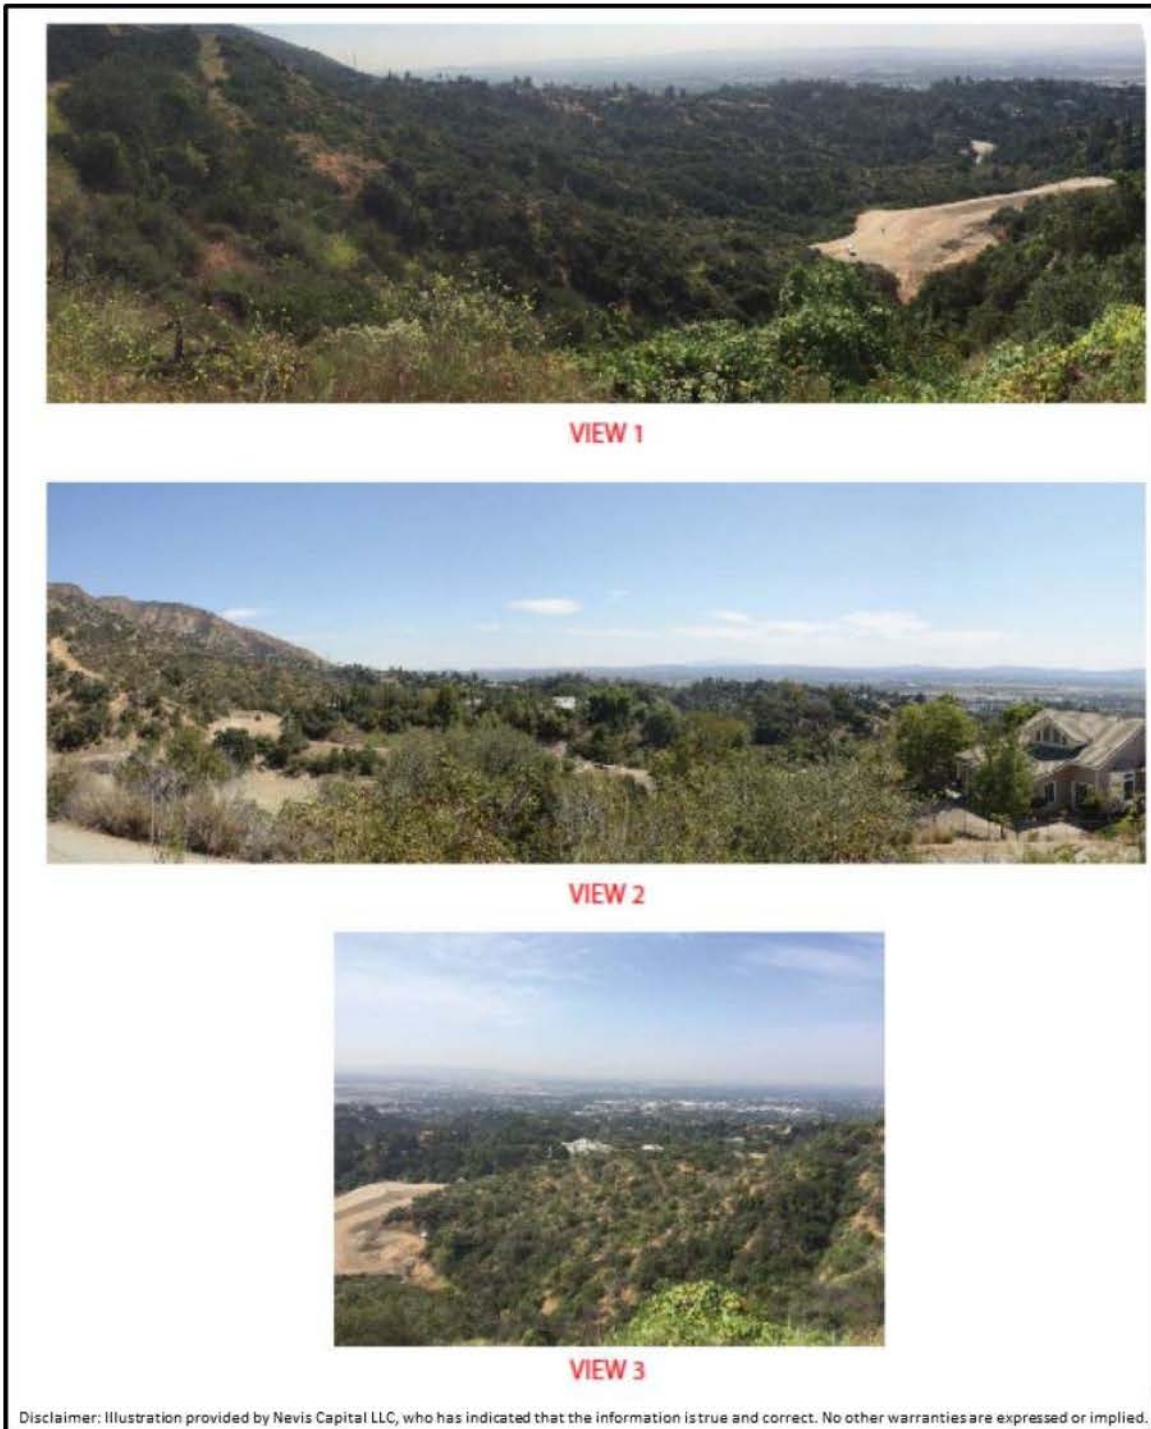 VIEW 1
VIEW 2
VIEW 3
Disclaimer: Illustration provided by Nevis Capital LLC, who has indicated that the information is true and correct. No other warranties are expressed or implied.